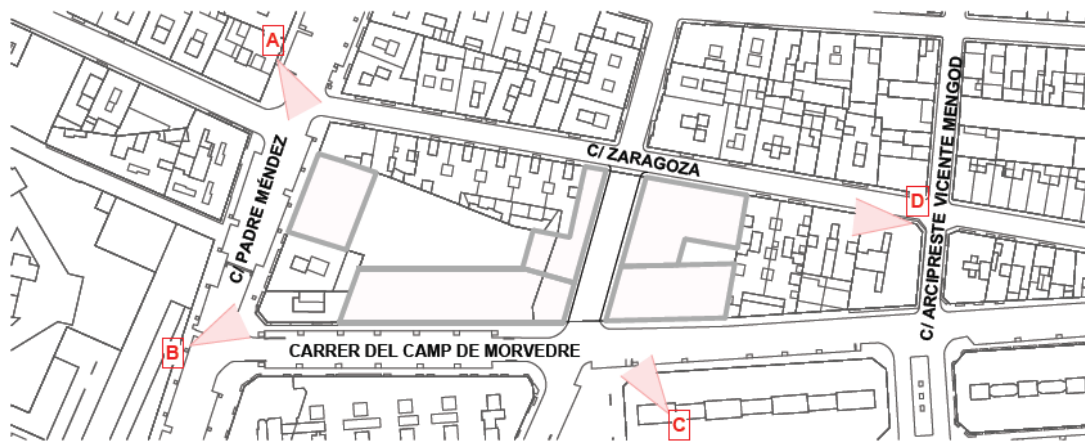 A
C/ ZARAGOZA
C/ ARCIPRESTE VICENTE MENGOD
D
C/ PADRE MÉNDEZ
B
CARRER DEL CAMP DE MORVEDRE
C